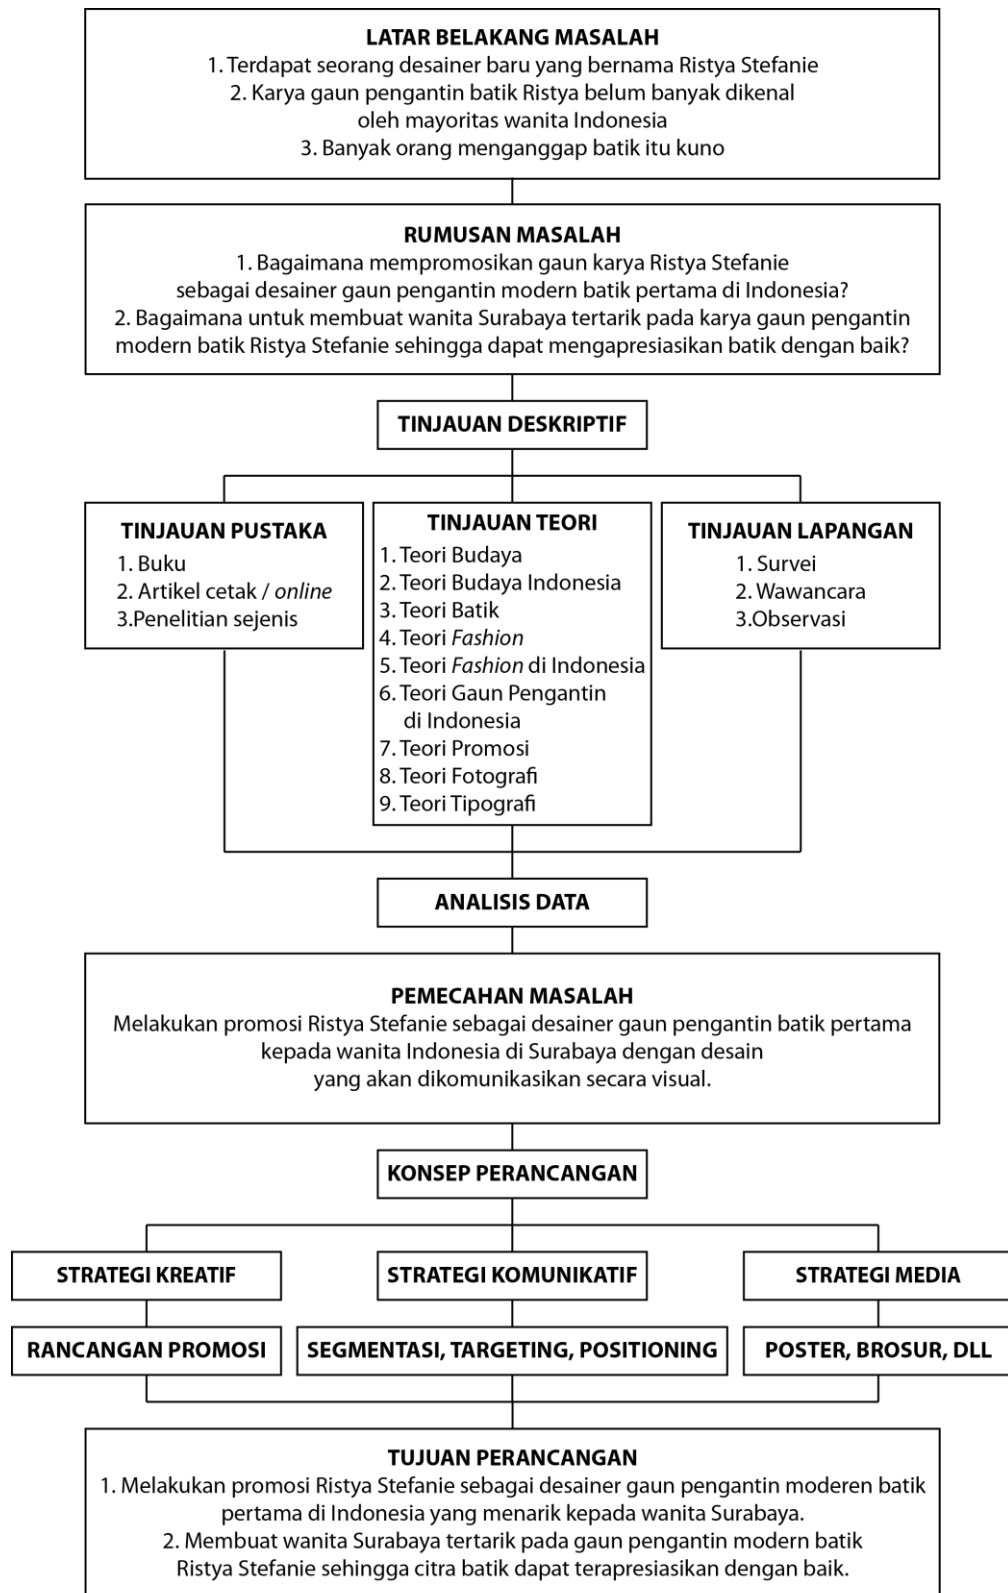 LATAR BELAKANG MASALAH
1. Terdapat seorang desainer baru yang bernama Ristya Stefanie
2. Karya gaun pengantin batik Ristya belum banyak dikenal
oleh mayoritas wanita Indonesia
3. Banyak orang menganggap batik itu kuno
RUMUSAN MASALAH
1. Bagaimana mempromosikan gaun karya Ristya Stefanie
sebagai desainer gaun pengantin modern batik pertama di Indonesia?
2. Bagaimana untuk membuat wanita Surabaya tertarik pada karya gaun pengantin
modern batik Ristya Stefanie sehingga dapat mengapresiasikan batik dengan baik?
TINJAUAN DESKRIPTIF
TINJAUAN PUSTAKA
1. Buku
2. Artikel cetak / online
3.Penelitian sejenis
TINJAUAN TEORI
1. Teori Budaya
2. Teori Budaya Indonesia
3. Teori Batik
4. Teori Fashion
5. Teori Fashion di Indonesia
6. Teori Gaun Pengantin
di Indonesia
7. Teori Promosi
8. Teori Fotografi
9. Teori Tipografi
TINJAUAN LAPANGAN
1. Survei
2. Wawancara
3.Observasi
ANALISIS DATA
PEMECAHAN MASALAH
Melakukan promosi Ristya Stefanie sebagai desainer gaun pengantin batik pertama
kepada wanita Indonesia di Surabaya dengan desain
yang akan dikomunikasikan secara visual.
KONSEP PERANCANGAN
STRATEGI KREATIF
STRATEGI KOMUNIKATIF
STRATEGI MEDIA
RANCANGAN PROMOSI
SEGMENTASI, TARGETING, POSITIONING
POSTER, BROSUR, DLL
TUJUAN PERANCANGAN
1. Melakukan promosi Ristya Stefanie sebagai desainer gaun pengantin moderen batik
pertama di Indonesia yang menarik kepada wanita Surabaya.
2. Membuat wanita Surabaya tertarik pada gaun pengantin modern batik
Ristya Stefanie sehingga citra batik dapat terapresiasikan dengan baik.